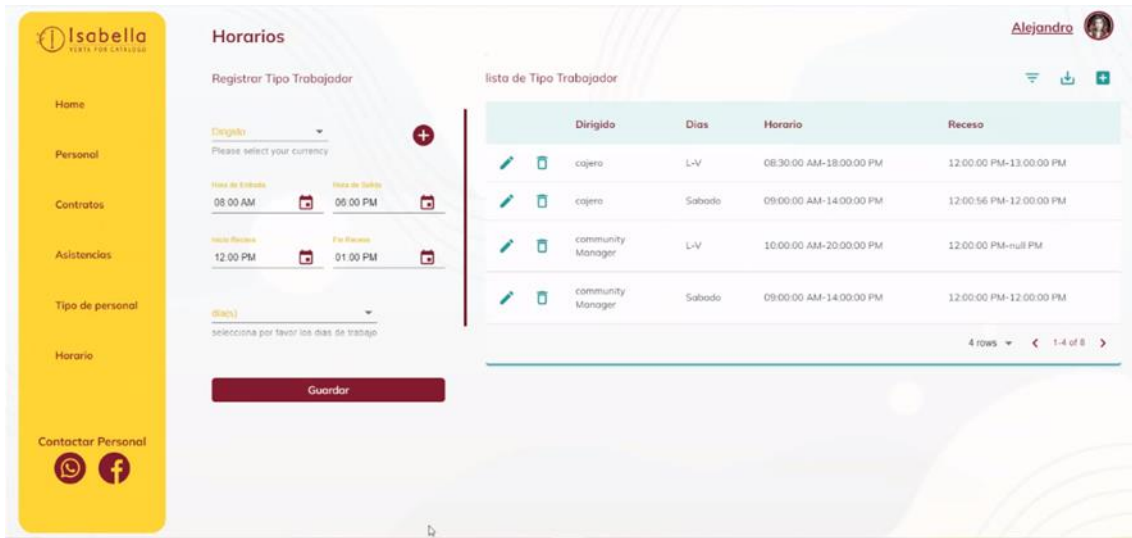 Isabella
VENTA POR CATALOGO
Home
Personal
Contratos
Asistencias
Tipo de personal
Horario
Contactar Personal
Horarios
Alejandro
Registrar Tipo Trabajador
Dirigido
Please select your currency
Hora de Entrada
Hora de Salida
08:00 AM
06:00 PM
Inicio Receso
Fin Receso
12:00 PM
01:00 PM
día(s)
selecciona por favor los dias de trabajo
Guardar
lista de Tipo Trabajador
Dirigido Dias Horario Receso
cajero L-V 08:30:00 AM-18:00:00 PM 12:00:00 PM-13:00:00 PM
cajero Sabado 09:00:00 AM-14:00:00 PM 12:00:56 PM-12:00:00 PM
community
Manager L-V 10:00:00 AM-20:00:00 PM 12:00:00 PM-null PM
community
Manager Sabado 09:00:00 AM-14:00:00 PM 12:00:00 PM-12:00:00 PM
4 rows 1-4 of 8